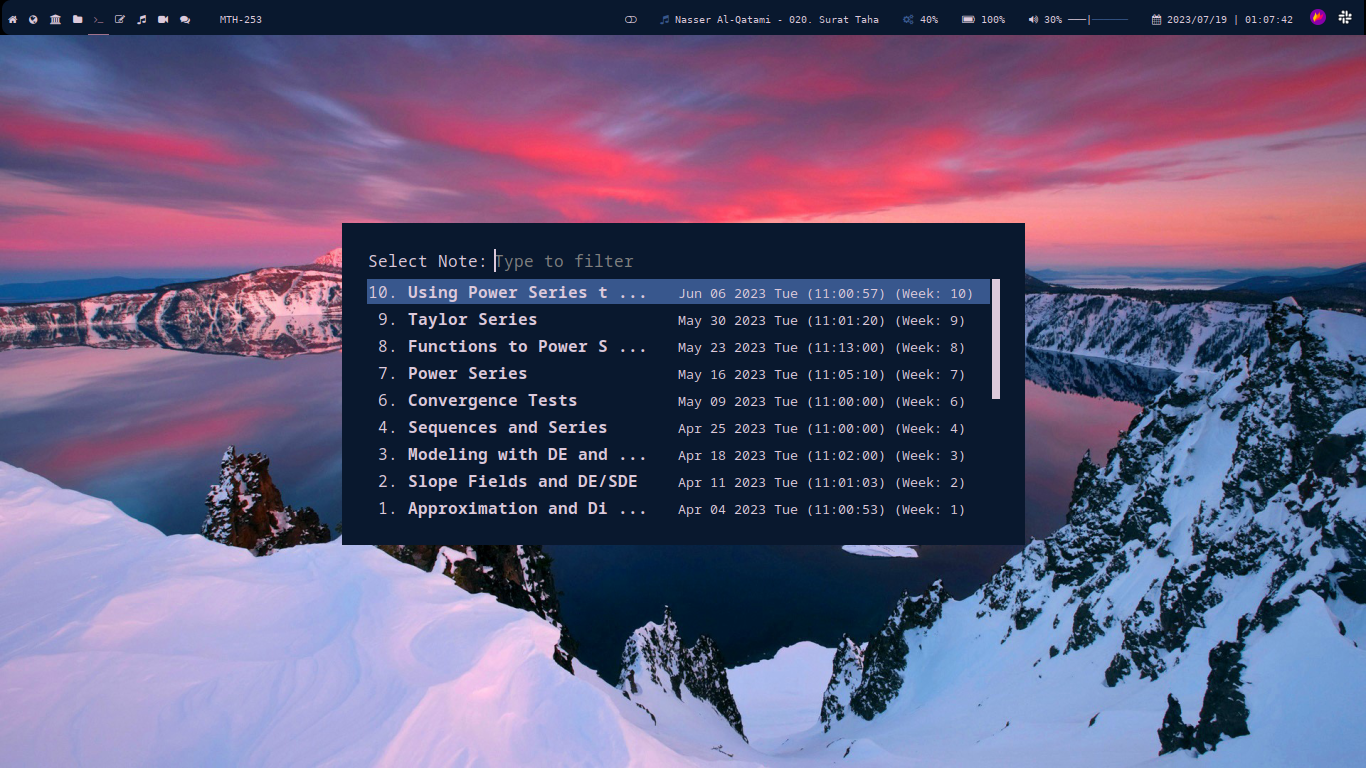 MTH-253
Nasser Al-Qatami - 020. Surat Taha
40%
100%
30%
2023/07/19 | 01:07:42
Select Note: Type to filter
10. Using Power Series t ... Jun 06 2023 Tue (11:00:57) (Week: 10)
9. Taylor Series May 30 2023 Tue (11:01:20) (Week: 9)
8. Functions to Power S ... May 23 2023 Tue (11:13:00) (Week: 8)
7. Power Series May 16 2023 Tue (11:05:10) (Week: 7)
6. Convergence Tests May 09 2023 Tue (11:00:00) (Week: 6)
4. Sequences and Series Apr 25 2023 Tue (11:00:00) (Week: 4)
3. Modeling with DE and ... Apr 18 2023 Tue (11:02:00) (Week: 3)
2. Slope Fields and DE/SDE Apr 11 2023 Tue (11:01:03) (Week: 2)
1. Approximation and Di ... Apr 04 2023 Tue (11:00:53) (Week: 1)